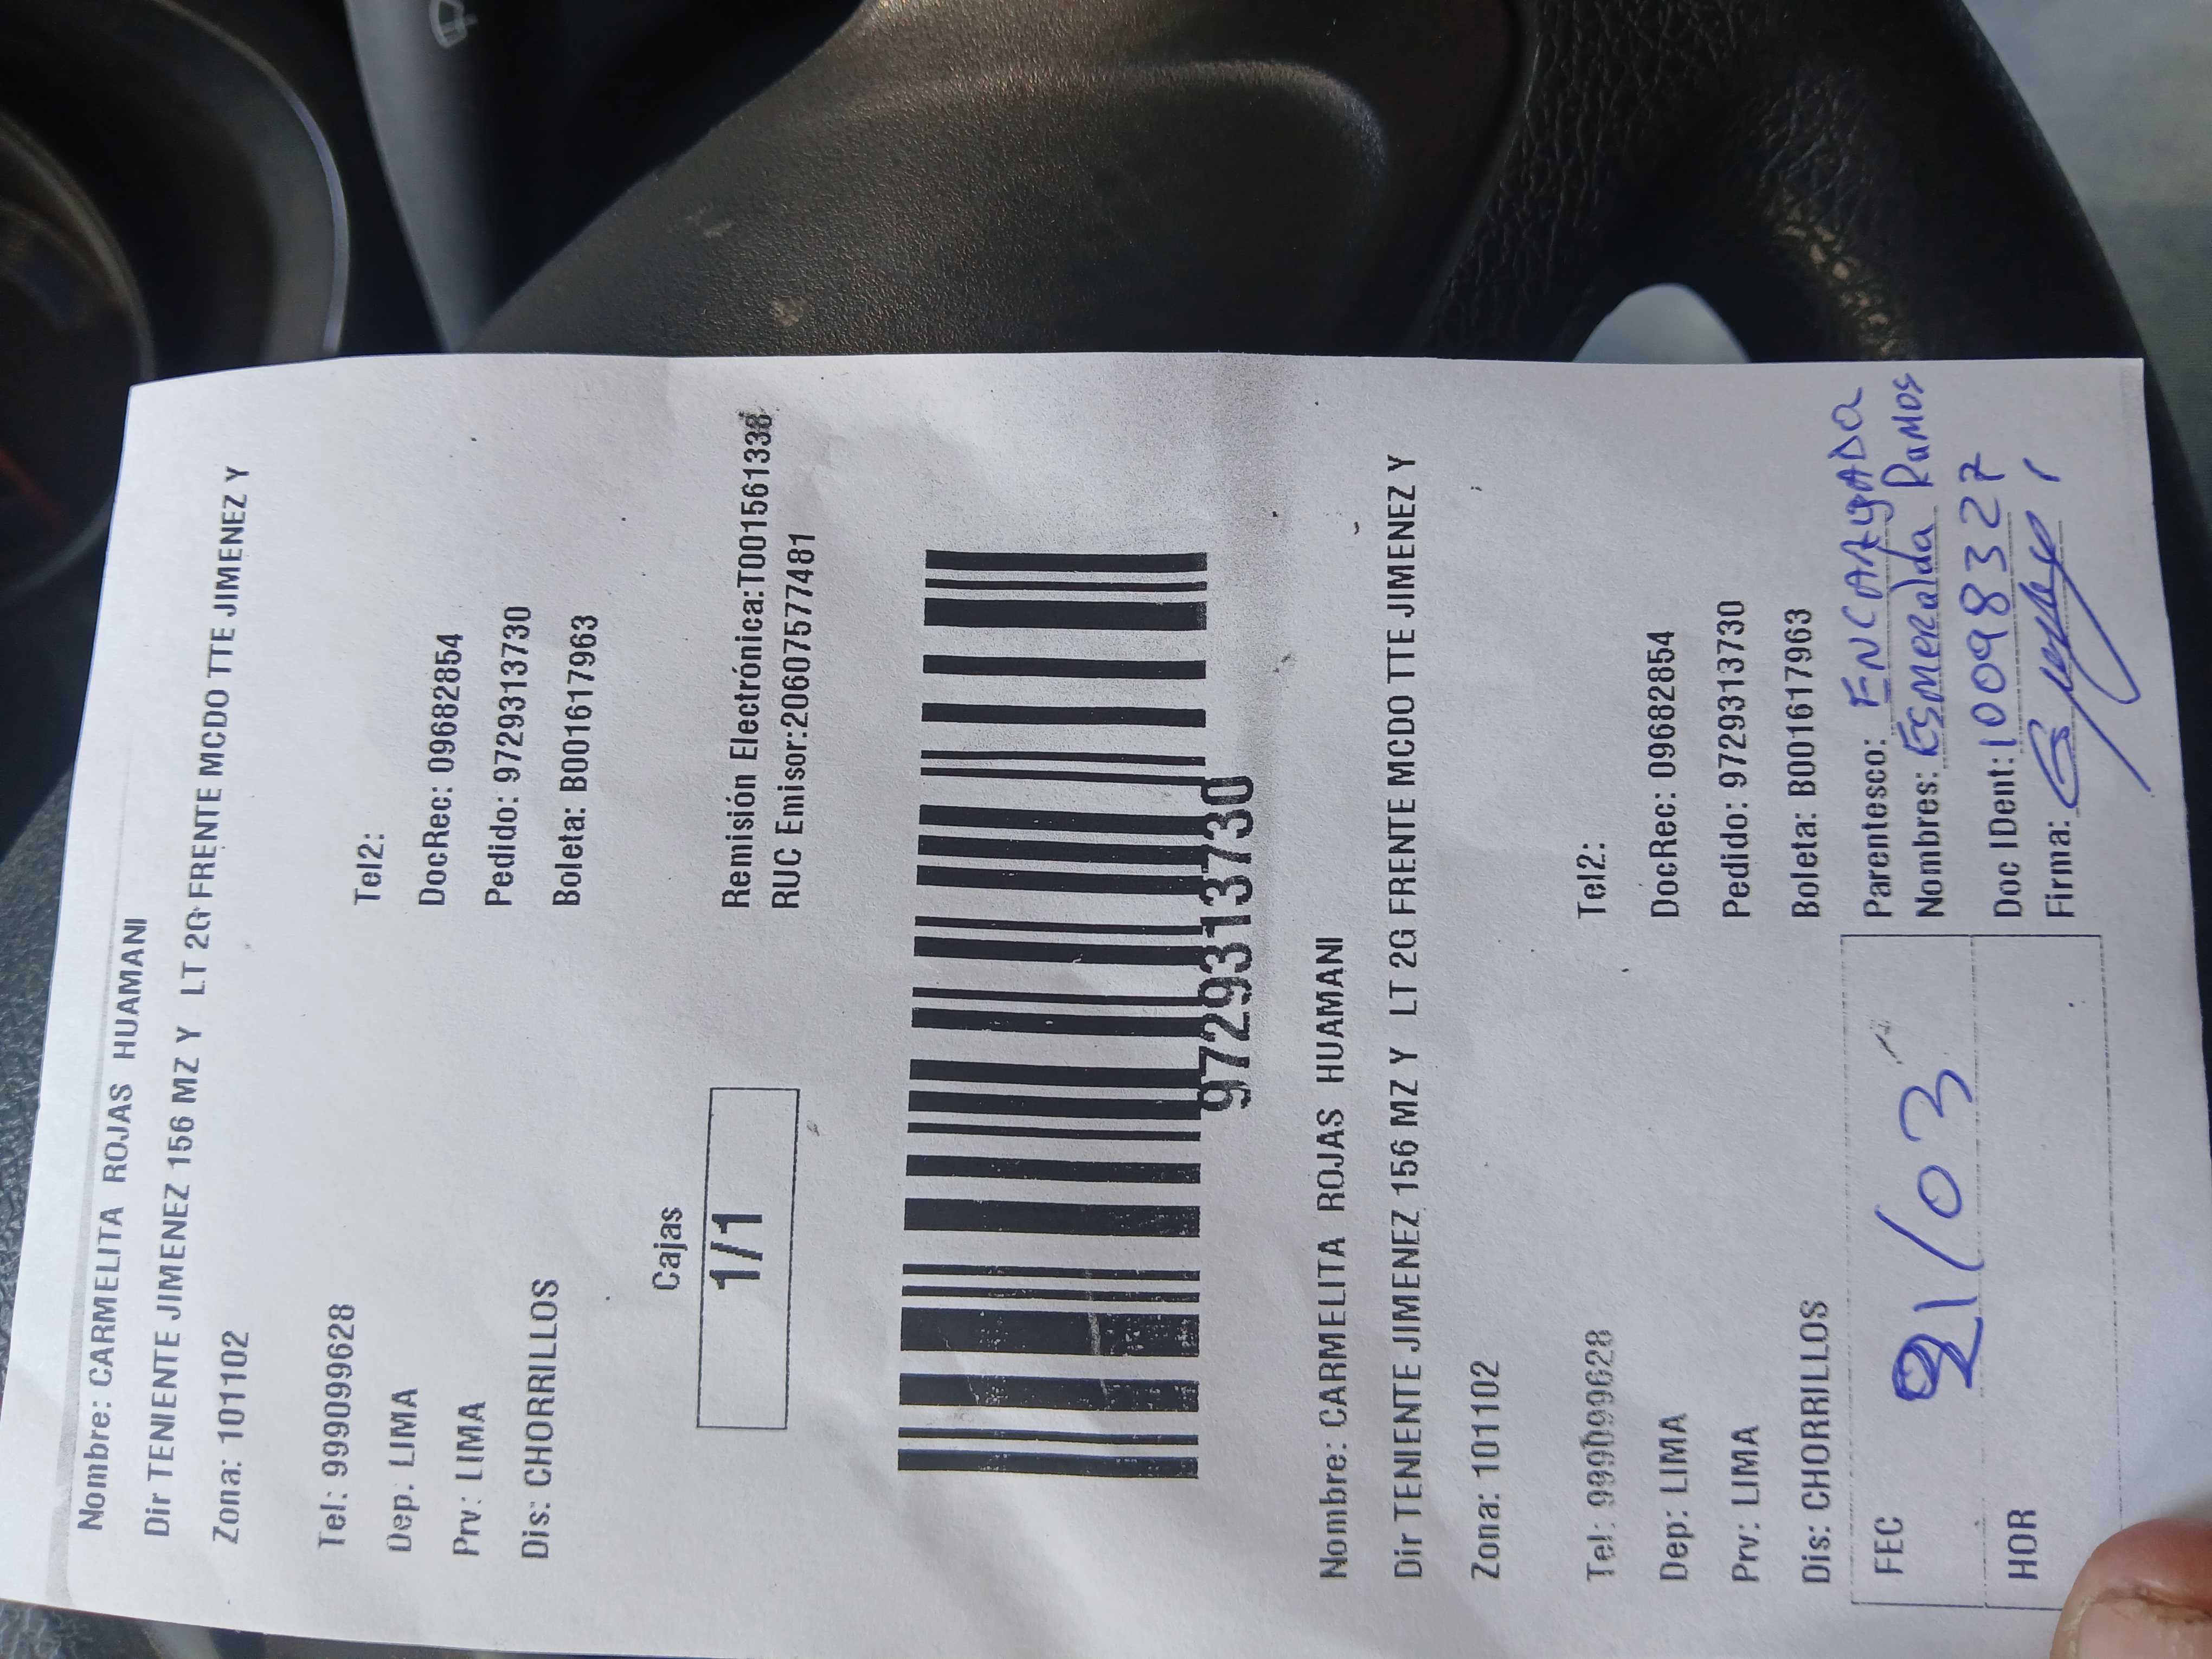 Nombre: CARMELITA ROJAS HUAMANI
Dir TENIENTE JIMENEZ 156 MZ Y LT 2G FRENTE MCDO TTE JIMENEZ Y
Zona: 101102
Tel: 999099628 Tel2:
Dep: LIMA DocRec: 09682854
Prv: LIMA Pedido: 9729313730
Dis: CHORRILLOS Boleta: B001617963
Cajas
1/1
Remisión Electrónica:
RUC Emisor:20607577481
9729313730
Nombre: CARMELITA ROJAS HUAMANI
Dir TENIENTE JIMENEZ 156 MZ Y LT 2G FRENTE MCDO TTE JIMENEZ Y
Zona: 101102
Tel: 999099628 Tel2:
Dep: LIMA DocRec: 09682854
Prv: LIMA Pedido: 9729313730
Dis: CHORRILLOS Boleta: B001617963
FEC 21/03
HOR
Parentesco: ENCARgADA
Nombres: Esmeralda Ramos
Doc IDent: 10098327
Firma: